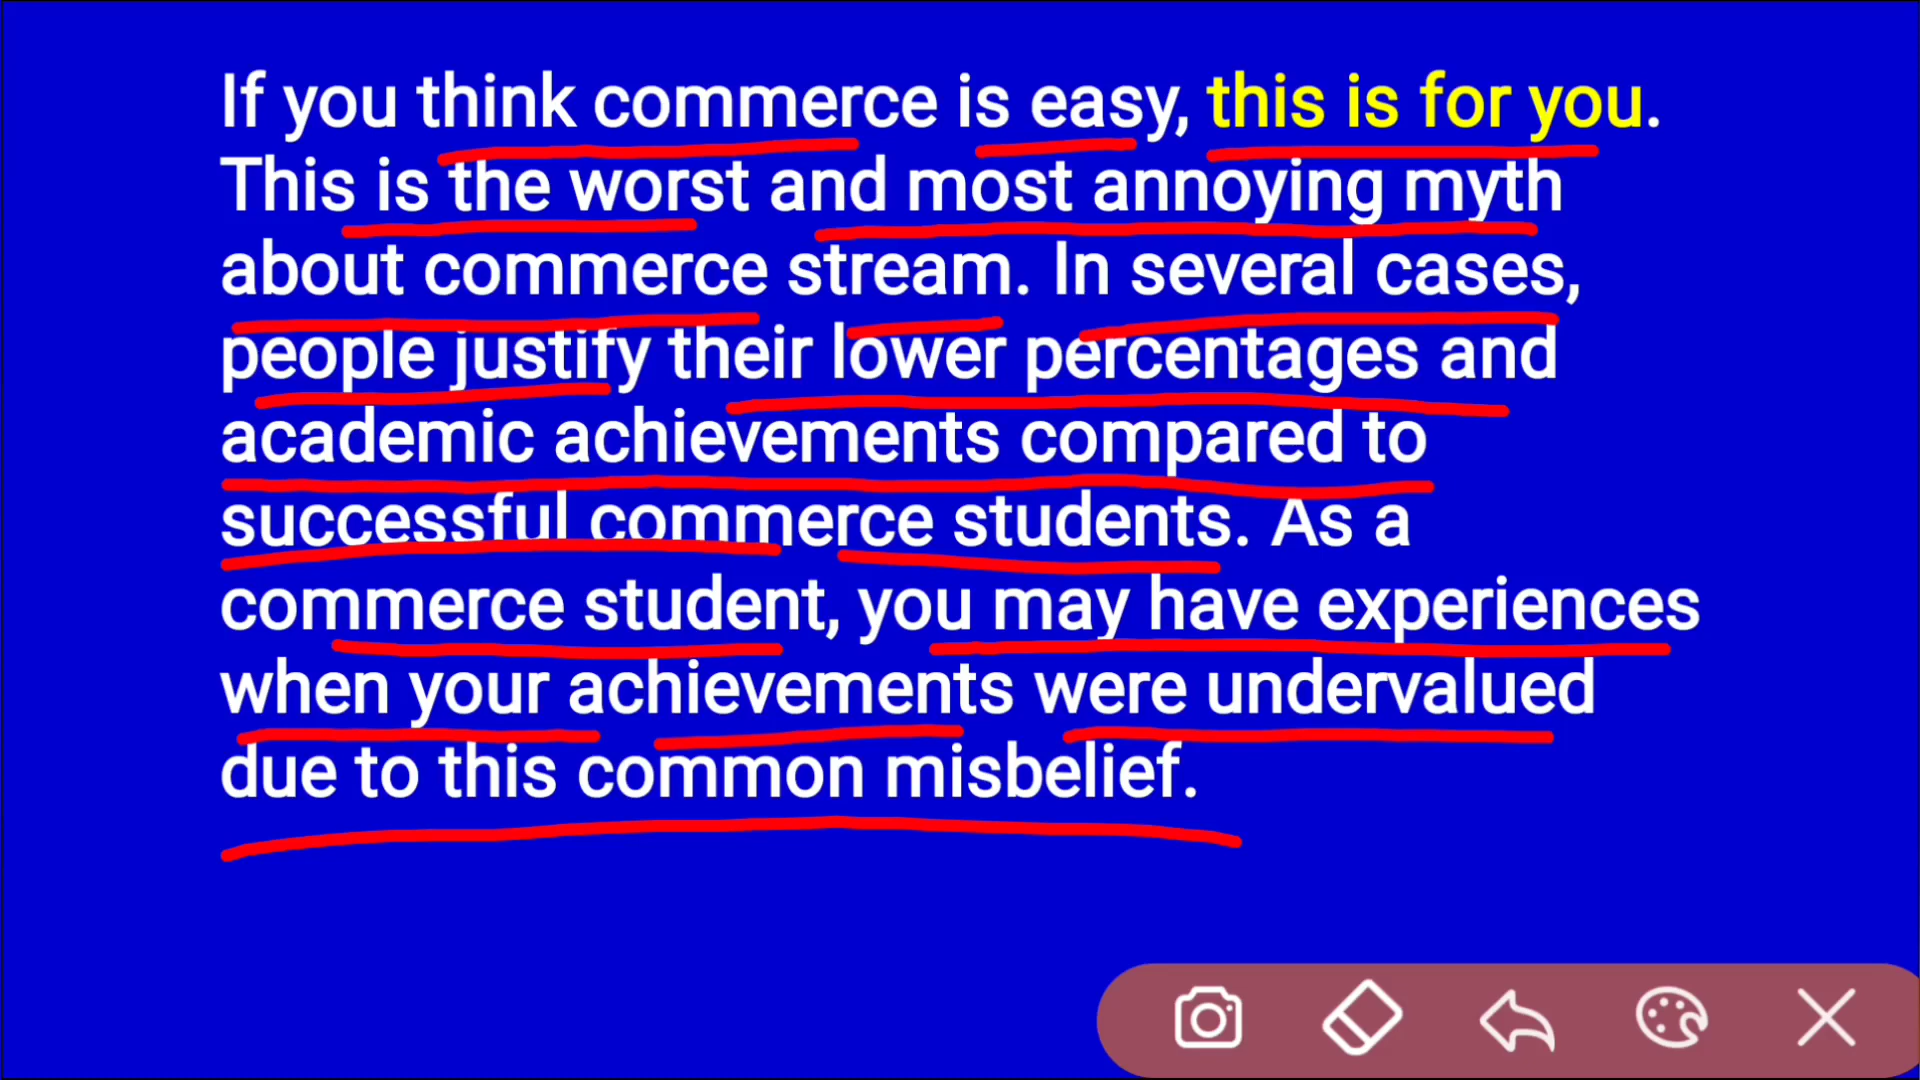 If you think commerce is easy, this is for you.
This is the worst and most annoying myth
about commerce stream. In several cases,
people justify their lower percentages and
academic achievements compared to
successful commerce students. As a
commerce student, you may have experiences
when your achievements were undervalued
due to this common misbelief.